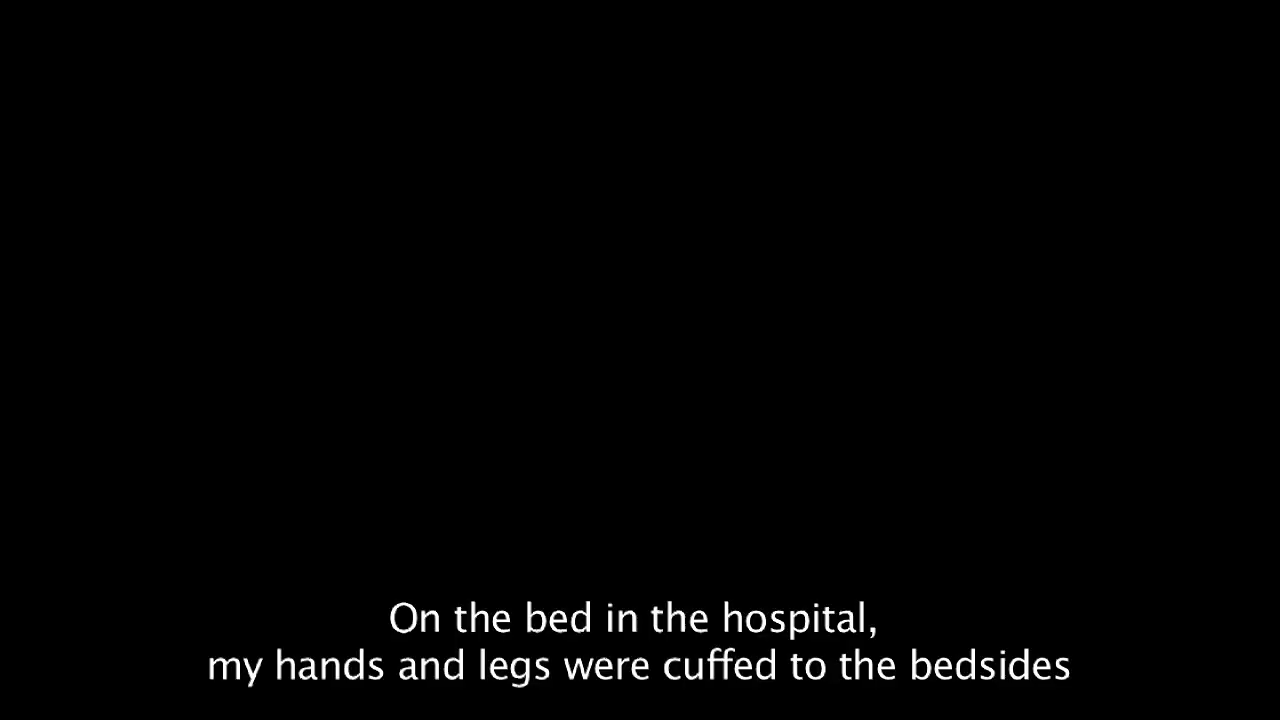 On the bed in the hospital,
my hands and legs were cuffed to the bedsides